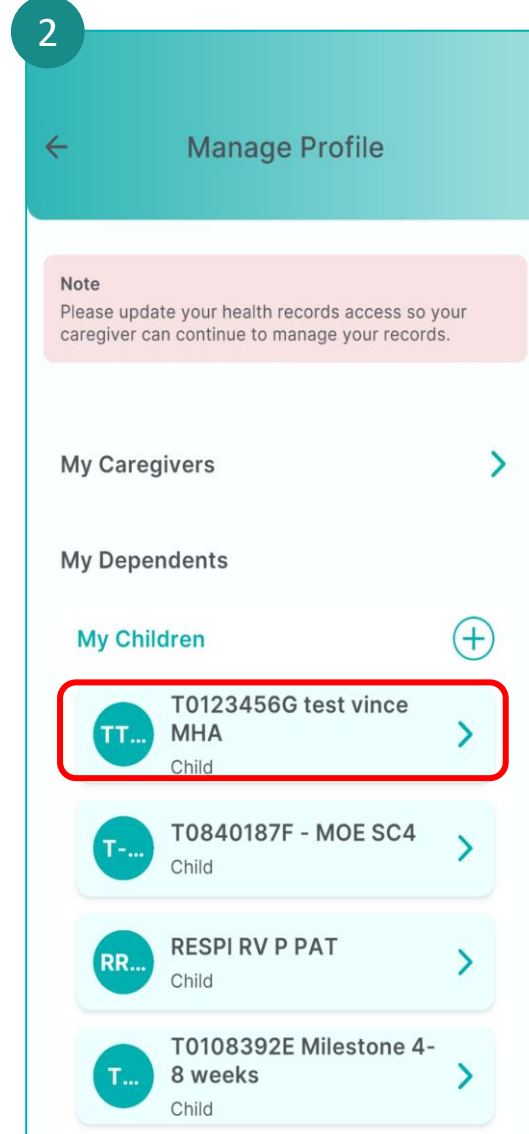 2
Manage Profile
Note
Please update your health records access so your
caregiver can continue to manage your records.
My Caregivers
My Dependents
My Children
TT...
T0123456G test vince
MHA
Child
T-...
T0840187F - MOE SC4
Child
RR...
RESPI RV P PAT
Child
T...
T0108392E Milestone 4-
8 weeks
Child